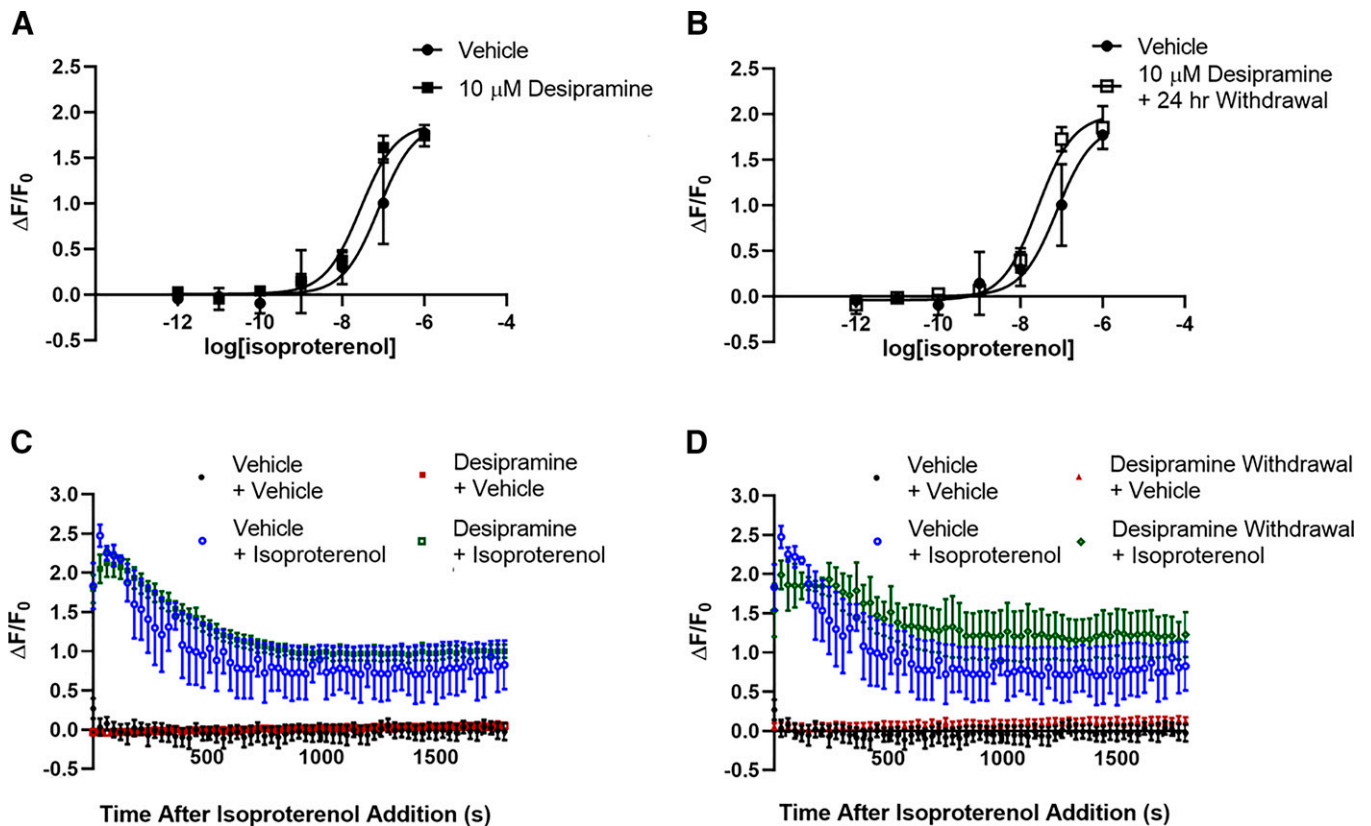 A
Vehicle
10 μM Desipramine
ΔF/F0
2.5
2.0
1.5
1.0
0.5
0.0
-0.5
-12
-10
-8
-6
-4
log[isoproterenol]
B
Vehicle
10 μM Desipramine
+ 24 hr Withdrawal
ΔF/F0
2.5
2.0
1.5
1.0
0.5
0.0
-0.5
-12
-10
-8
-6
-4
log[isoproterenol]
C
Vehicle
+ Vehicle
Desipramine
+ Vehicle
Vehicle
+ Isoproterenol
Desipramine
+ Isoproterenol
ΔF/F0
3.0
2.5
2.0
1.5
1.0
0.5
0.0
-0.5
500
1000
1500
Time After Isoproterenol Addition (s)
D
Vehicle
+ Vehicle
Desipramine Withdrawal
+ Vehicle
Vehicle
+ Isoproterenol
Desipramine Withdrawal
+ Isoproterenol
ΔF/F0
3.0
2.5
2.0
1.5
1.0
0.5
0.0
-0.5
500
1000
1500
Time After Isoproterenol Addition (s)